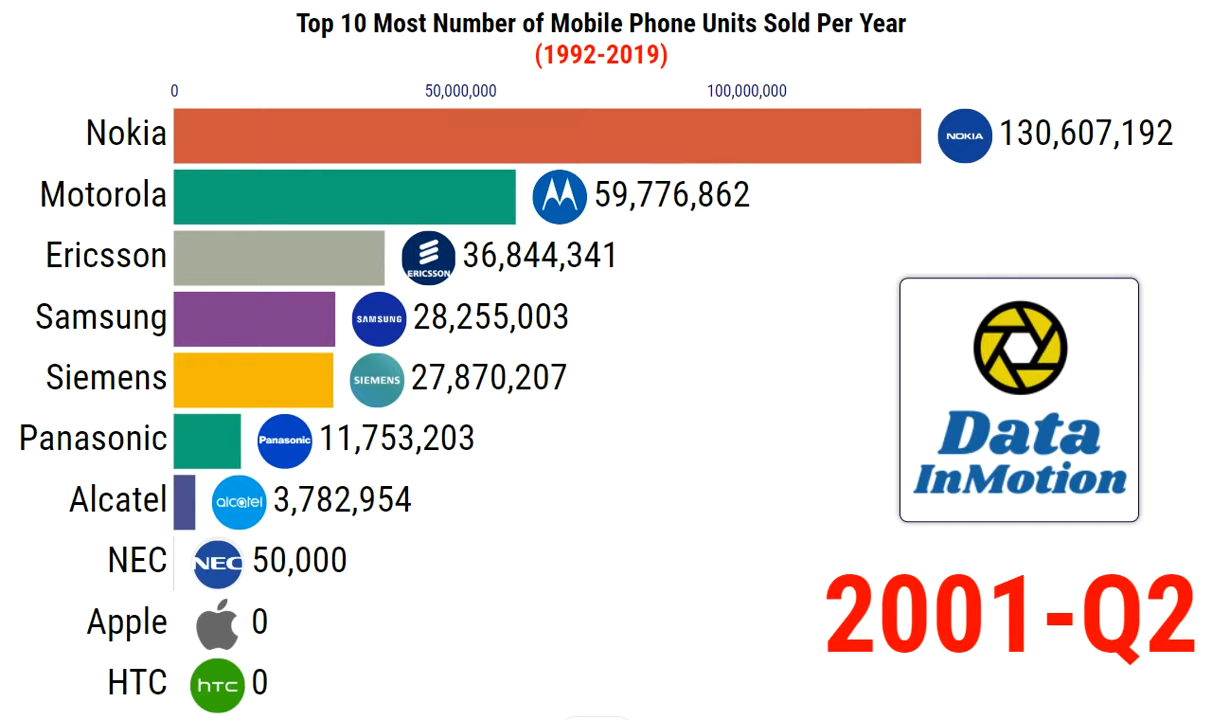 Top 10 Most Number of Mobile Phone Units Sold Per Year
(1992-2019)
0 50,000,000 100,000,000
Nokia NOKIA 130,607,192
Motorola 59,776,862
Ericsson ERICSSON 36,844,341
Samsung SAMSUNG 28,255,003
Siemens SIEMENS 27,870,207
Panasonic Panasonic 11,753,203
Alcatel alcatel 3,782,954
NEC NEC 50,000
Apple 0
HTC hTC 0
Data
InMotion
2001-Q2